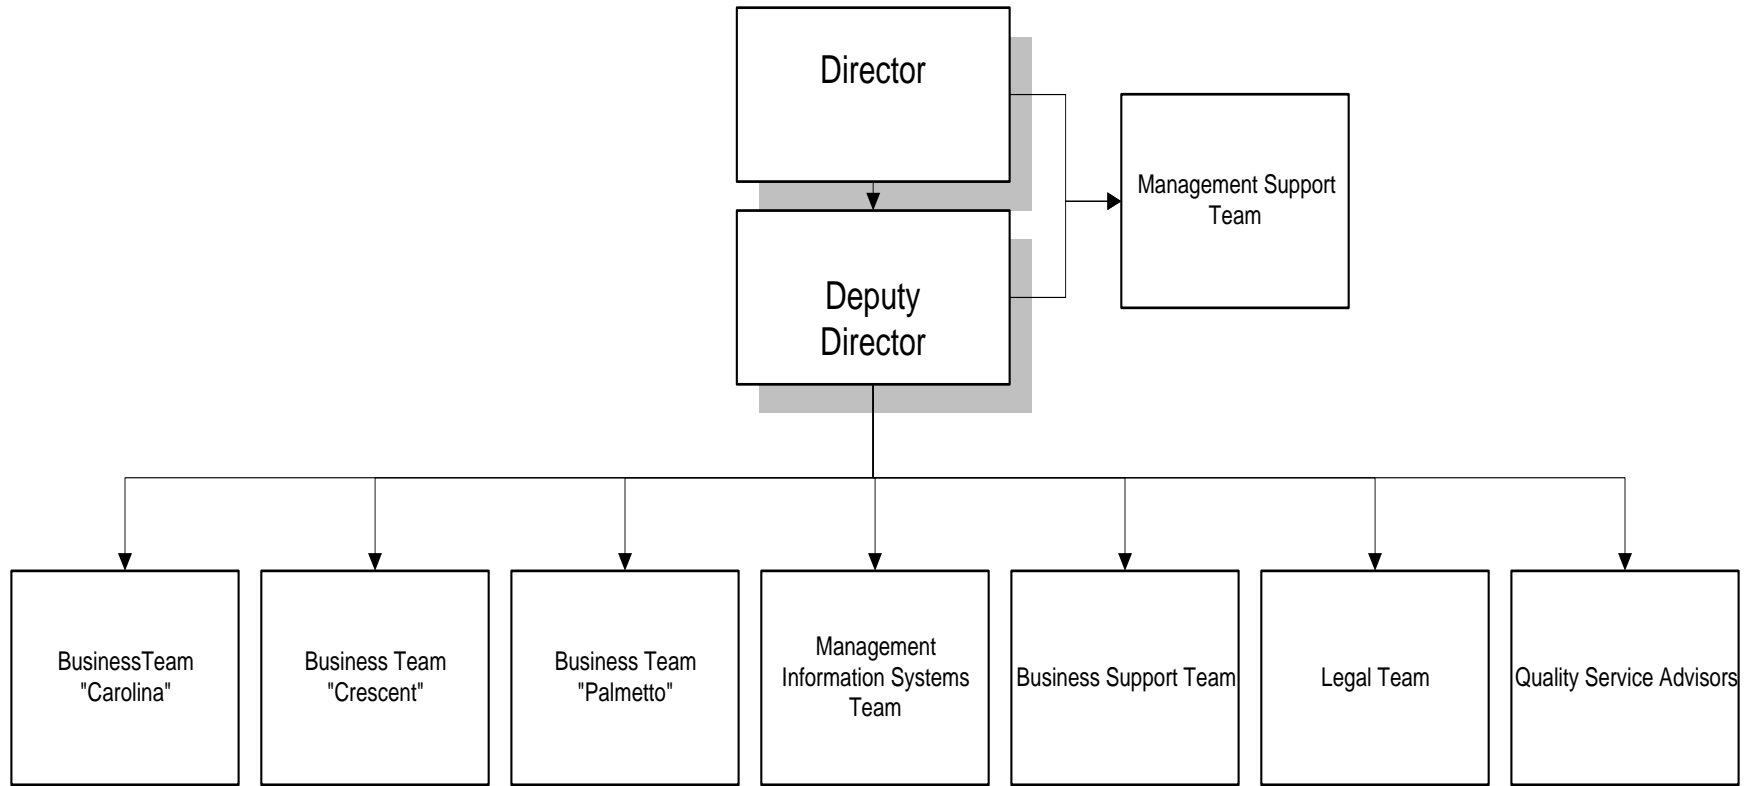 Director
Management Support
Team
Deputy
Director
BusinessTeam
"Carolina"
Business Team
"Crescent"
Business Team
"Palmetto"
Management
Information Systems
Team
Business Support Team
Legal Team
Quality Service Advisors